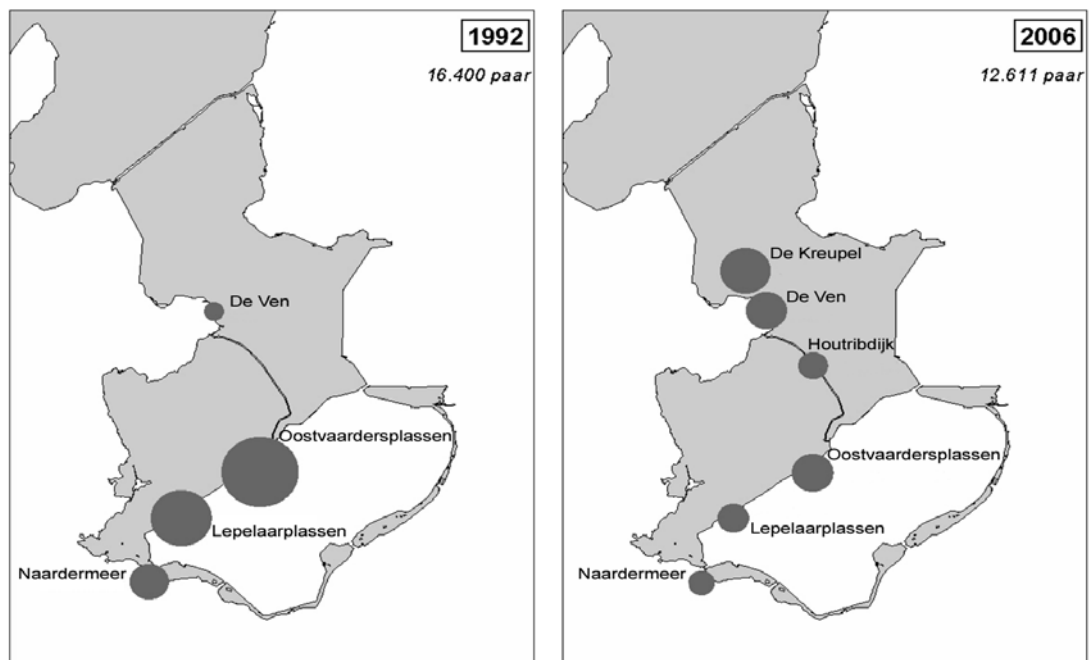 1992
16.400 paar
De Ven
Oostvaardersplassen
Lepelaarplassen
Naardermeer
2006
12.611 paar
De Kreupel
De Ven
Houtribdijk
Oostvaardersplassen
Lepelaarplassen
Naardermeer